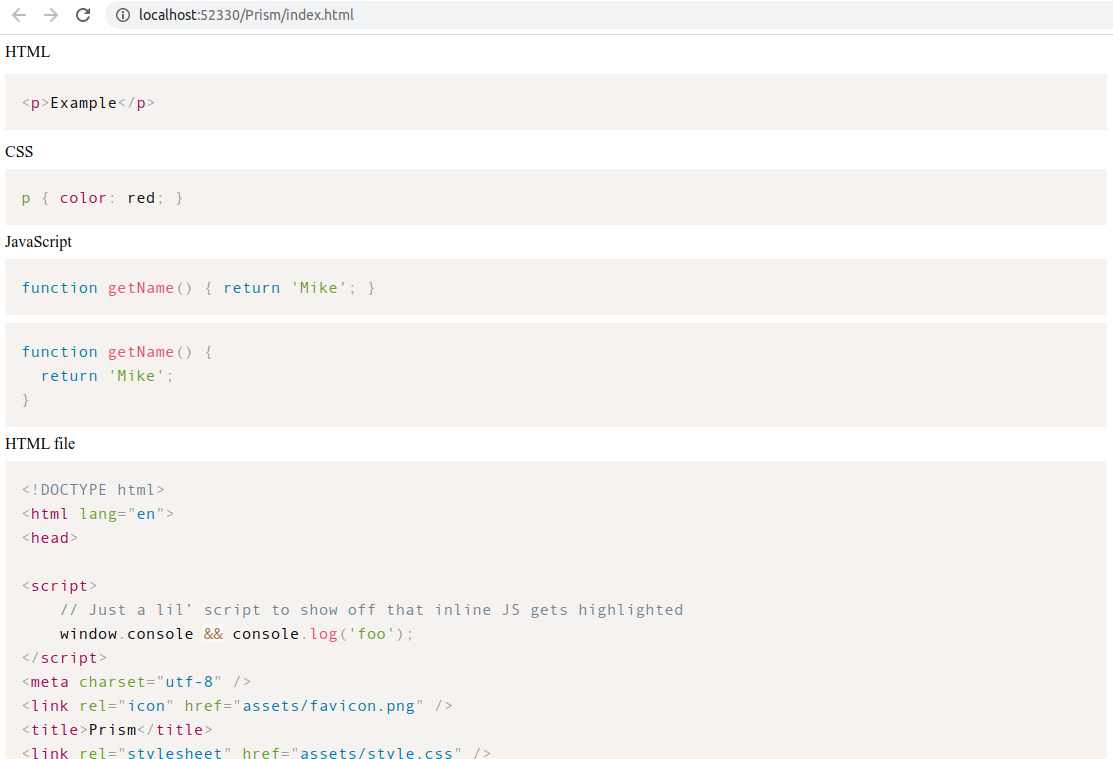 localhost:52330/Prism/index.html
HTML
<p>Example</p>
CSS
p { color: red; }
JavaScript
function getName() { return 'Mike'; }
function getName() {
  return 'Mike';
}
HTML file
<!DOCTYPE html>
<html lang="en">
<head>
<script>
    // Just a lil’ script to show off that inline JS gets highlighted
    window.console && console.log('foo');
</script>
<meta charset="utf-8" />
<link rel="icon" href="assets/favicon.png" />
<title>Prism</title>
<link rel="stylesheet" href="assets/style.css" />